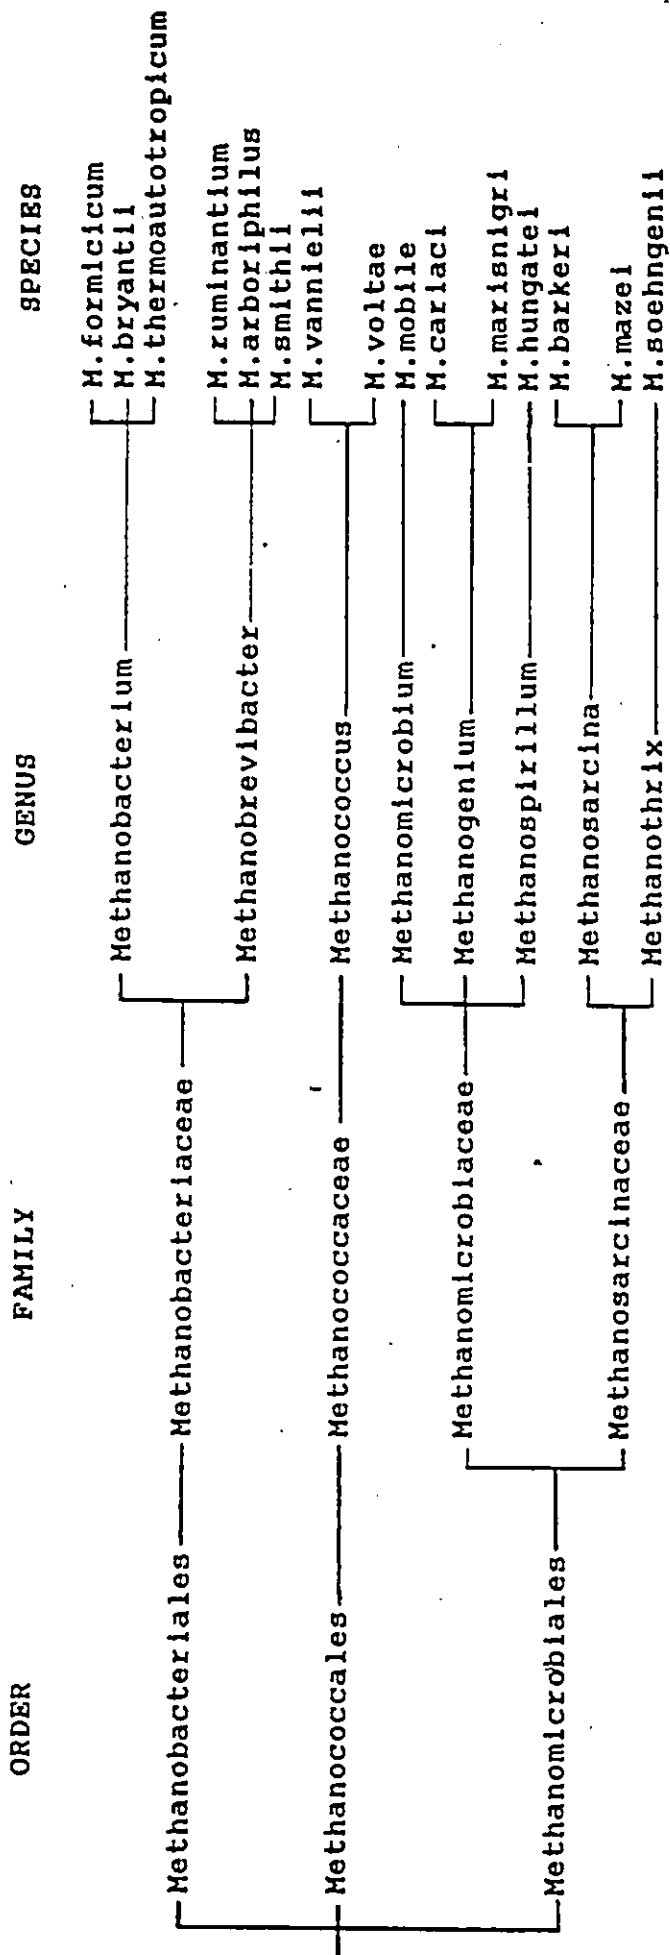 ORDER
FAMILY
GENUS
SPECIES
Methanobacteriales
Methanobacteriaceae
Methanobacterium
M.formicicum
M.bryantii
M.thermoautotropicum
Methanobrevibacter
M.ruminantium
M.arboriphilus
M.smithii
Methanococcales
Methanococcaceae
Methanococcus
M.vannielii
M.voltae
Methanomicrobiales
Methanomicrobiaceae
Methanomicrobium
M.mobile
Methanogenium
M.cariaci
M.marisnigri
Methanospirillum
M.hungatei
Methanosarcinaceae
Methanosarcina
M.barkeri
M.mazei
Methanothrix
M.soehngenii